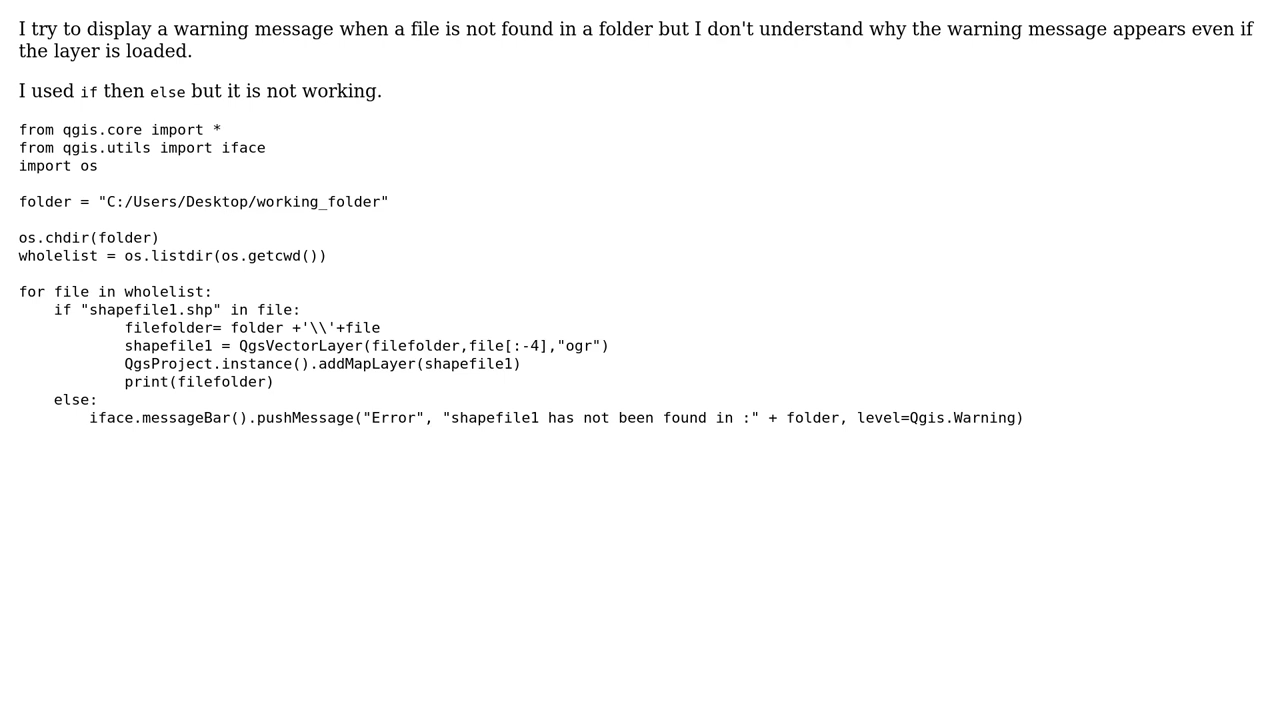 I try to display a warning message when a file is not found in a folder but I don't understand why the warning message appears even if
the layer is loaded.
I used if then else but it is not working.
from qgis.core import *
from qgis.utils import iface
import os
folder = "C:/Users/Desktop/working_folder"
os.chdir(folder)
wholelist = os.listdir(os.getcwd())
for file in wholelist:
    if "shapefile1.shp" in file:
            filefolder= folder +'\\'+file
            shapefile1 = QgsVectorLayer(filefolder,file[:-4],"ogr")
            QgsProject.instance().addMapLayer(shapefile1)
            print(filefolder)
    else:
        iface.messageBar().pushMessage("Error", "shapefile1 has not been found in :" + folder, level=Qgis.Warning)